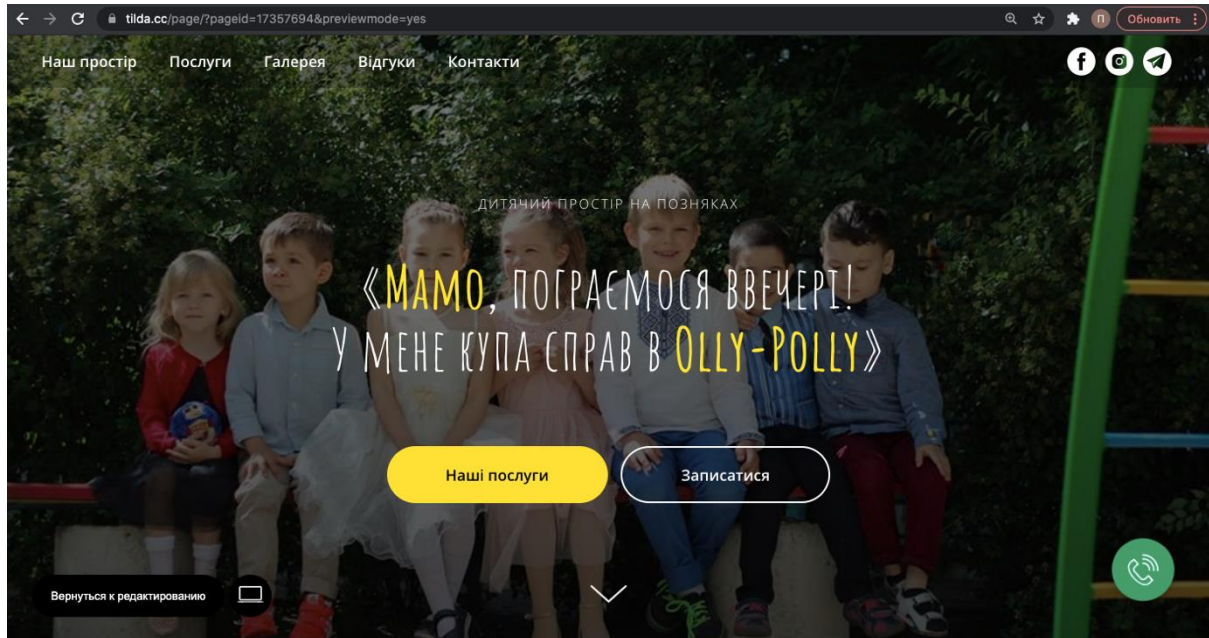 tilda.cc/page/?pageid=17357694&previewmode=yes
П
Обновить
Наш простір Послуги Галерея Відгуки Контакти
ДИТЯЧИЙ ПРОСТІР НА ПОЗНЯКАХ
«Мамо, пограємося ввечері!
У мене купа справ в Olly-Polly»
Наші послуги
Записатися
Вернуться к редактированию